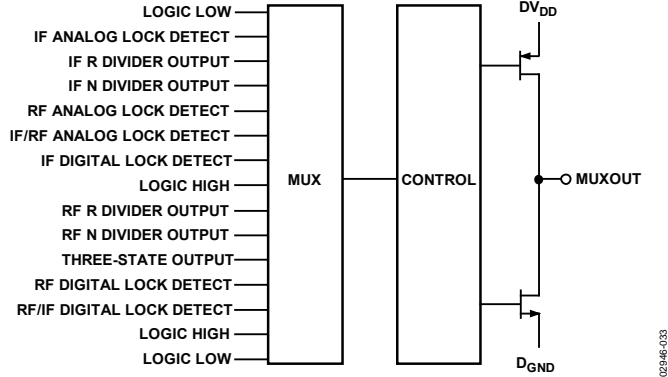 LOGIC LOW
IF ANALOG LOCK DETECT
IF R DIVIDER OUTPUT
IF N DIVIDER OUTPUT
RF ANALOG LOCK DETECT
IF/RF ANALOG LOCK DETECT
IF DIGITAL LOCK DETECT
LOGIC HIGH
RF R DIVIDER OUTPUT
RF N DIVIDER OUTPUT
THREE-STATE OUTPUT
RF DIGITAL LOCK DETECT
RF/IF DIGITAL LOCK DETECT
LOGIC HIGH
LOGIC LOW
MUX
CONTROL
DVDD
MUXOUT
DGND
02946-033